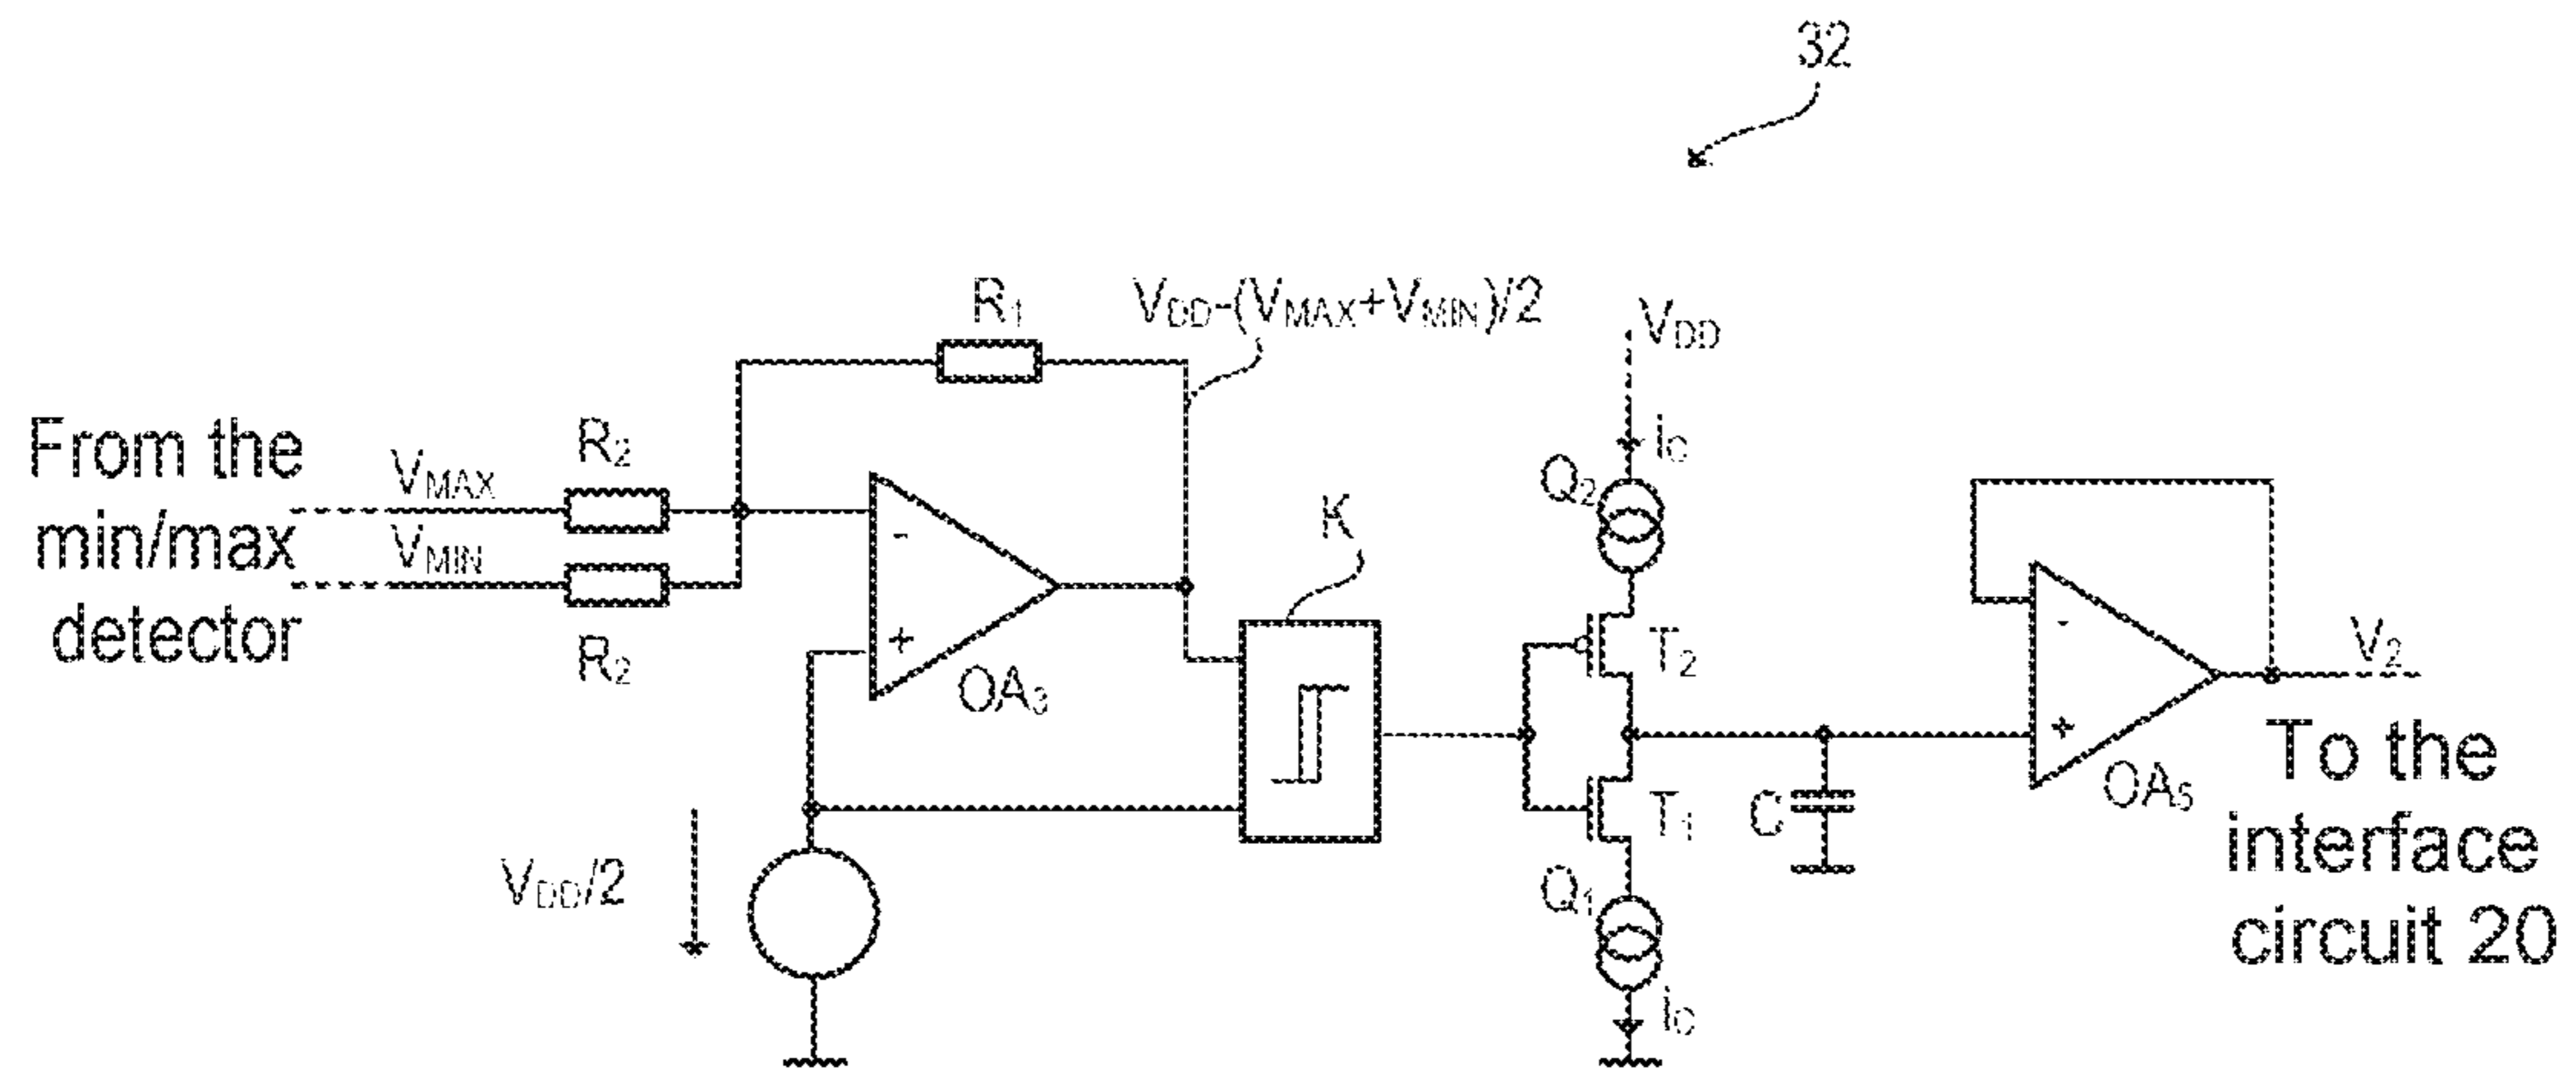 32
R1
VDD-(VMAX+VMIN)/2
VDD
From the
min/max
detector
VMAX
VMIN
R2
R2
-
+
OA3
K
iC
Q2
T2
T1
Q1
iC
C
-
+
OA5
V2
To the
interface
circuit 20
VDD/2